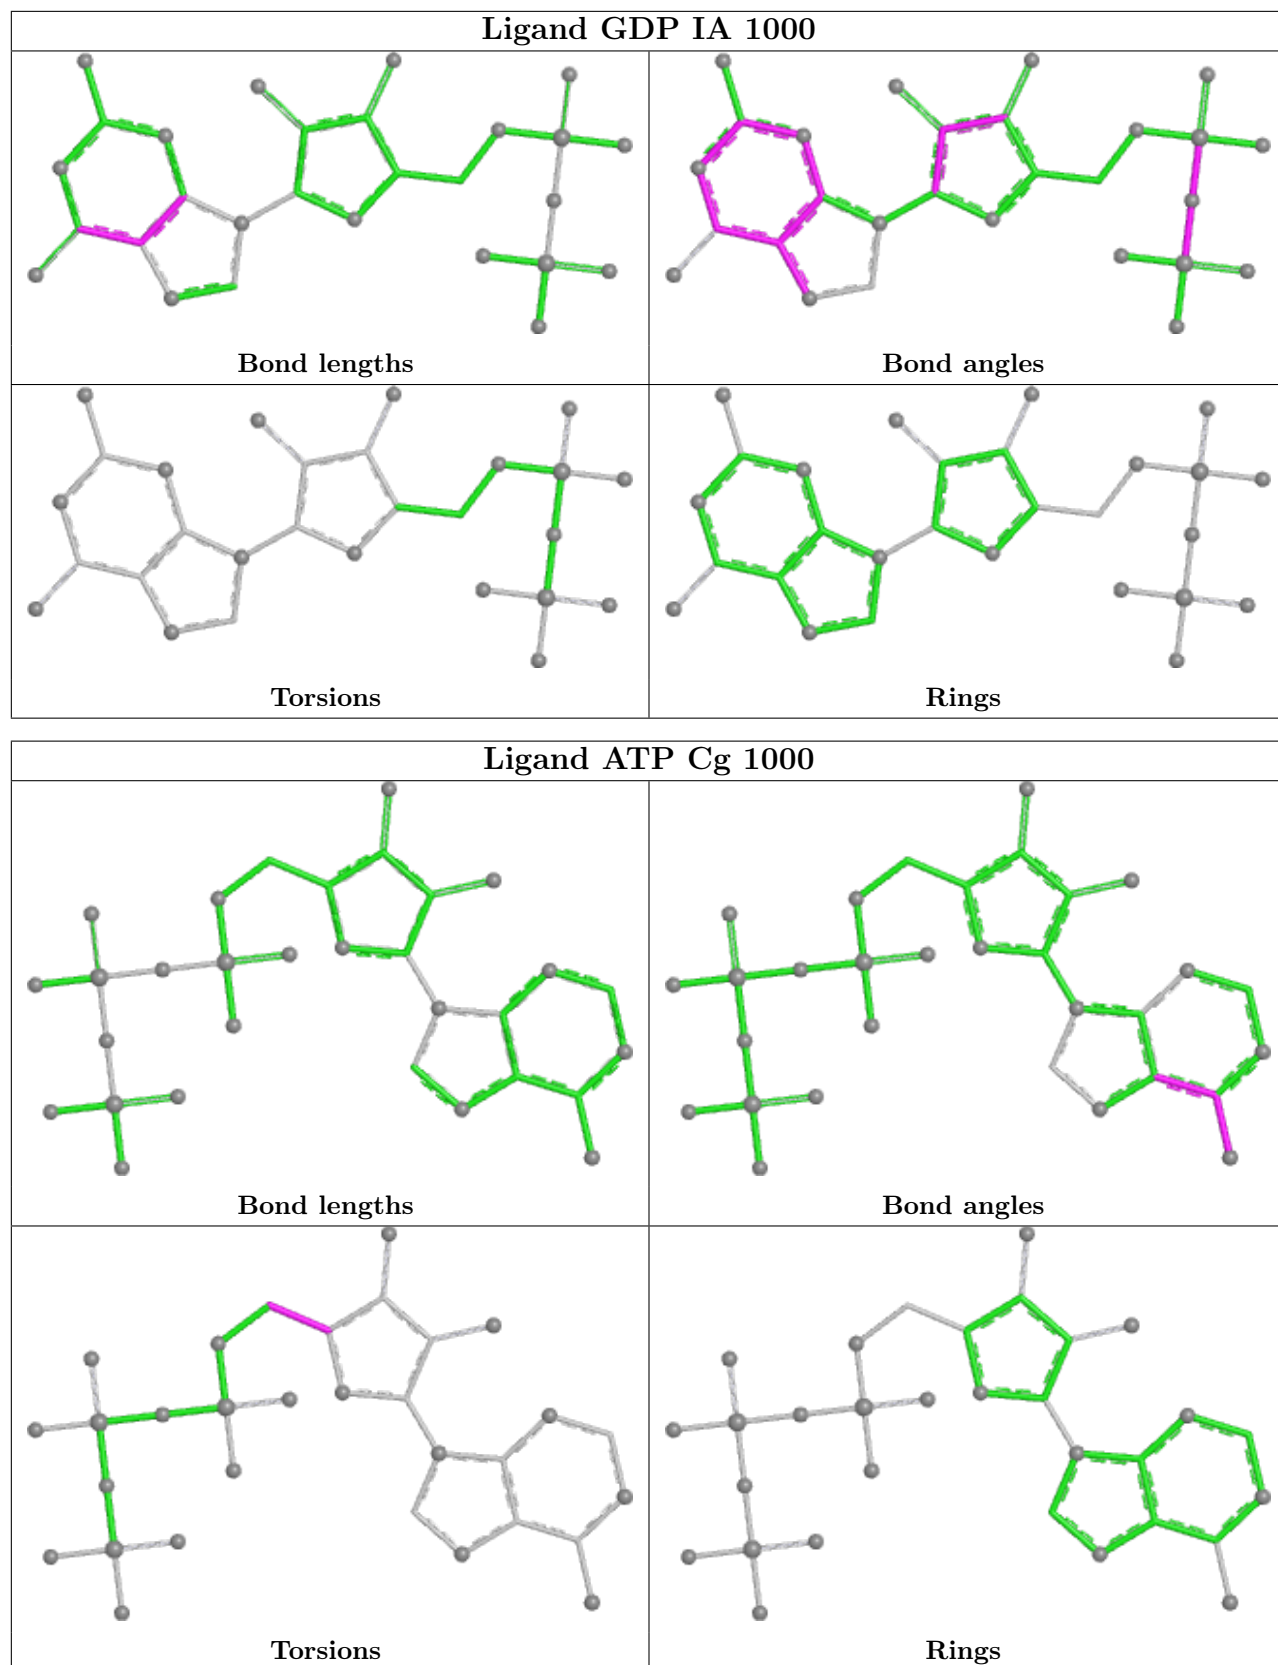 Ligand GDP IA 1000
Bond lengths
Bond angles
Torsions
Rings
Ligand ATP Cg 1000
Bond lengths
Bond angles
Torsions
Rings